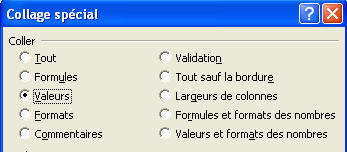 Collage spécial
Coller
Tout
Formules
Valeurs
Formats
Commentaires
Validation
Tout sauf la bordure
Largeurs de colonnes
Formules et formats des nombres
Valeurs et formats des nombres